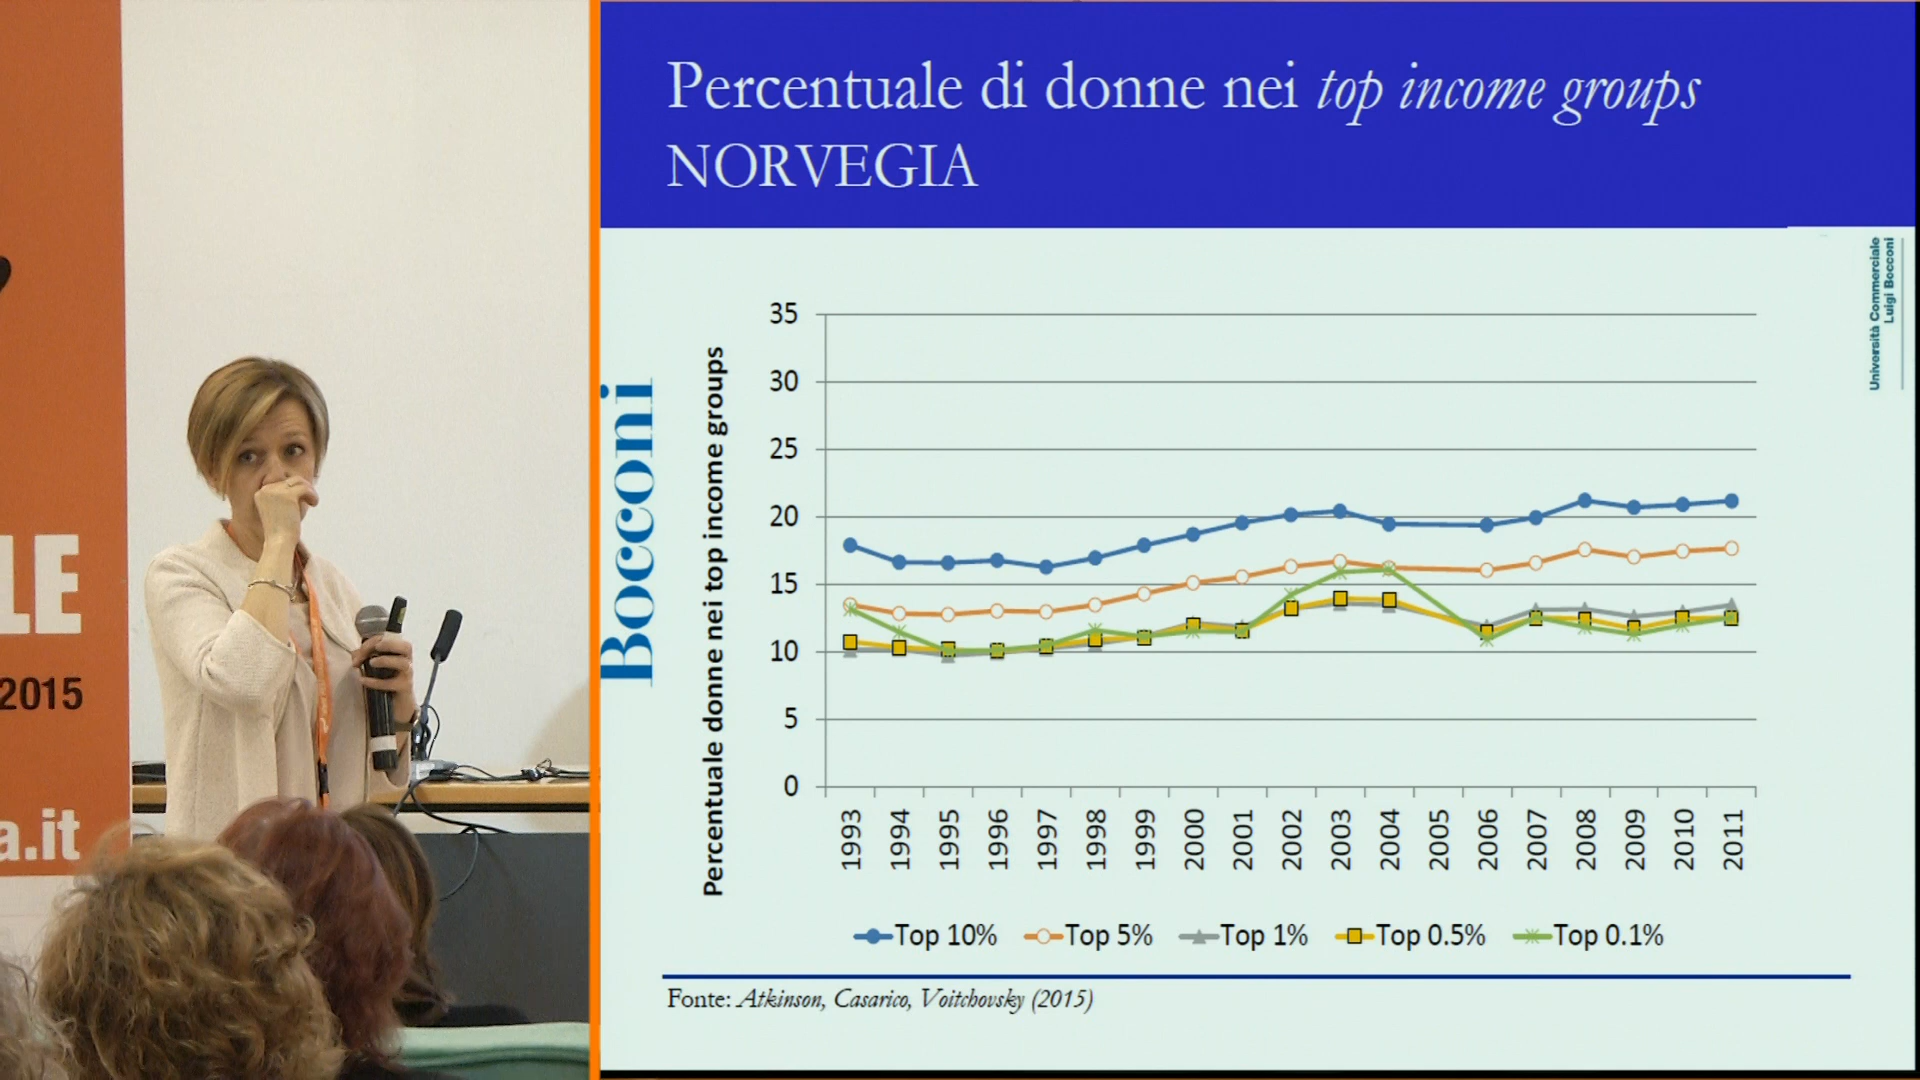 LE
2015
a.it
Percentuale di donne nei top income groups
NORVEGIA
Università Commerciale
Luigi Bocconi
Bocconi
Percentuale donne nei top income groups
35
30
25
20
15
10
5
0
1993 1994 1995 1996 1997 1998 1999 2000 2001 2002 2003 2004 2005 2006 2007 2008 2009 2010 2011
Top 10% Top 5% Top 1% Top 0.5% Top 0.1%
Fonte: Atkinson, Casarico, Voitchovsky (2015)